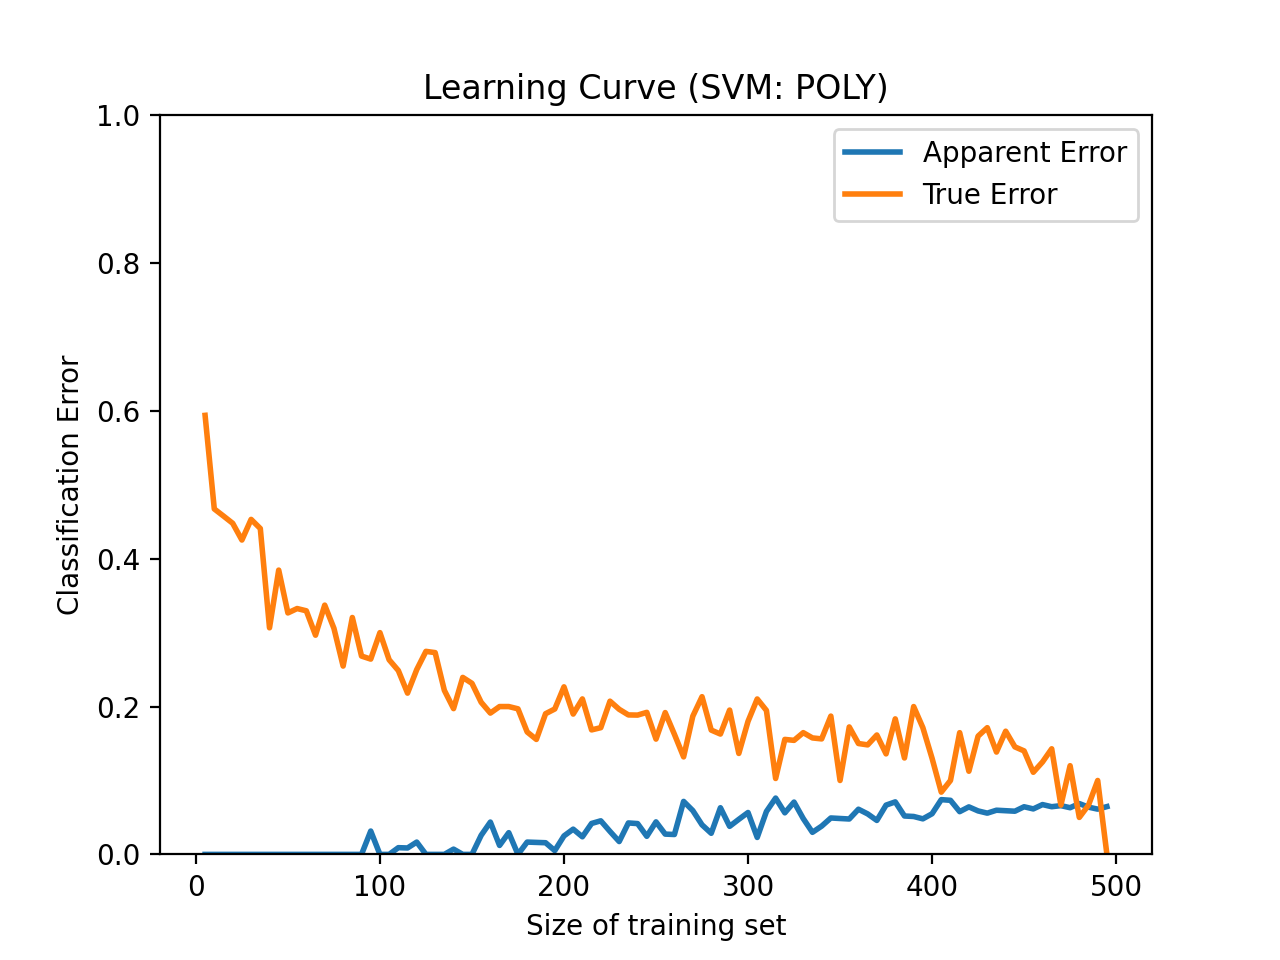 Learning Curve (SVM: POLY)
1.0
0.8
0.6
0.4
0.2
0.0
Classification Error
Apparent Error
True Error
0 100 200 300 400 500
Size of training set